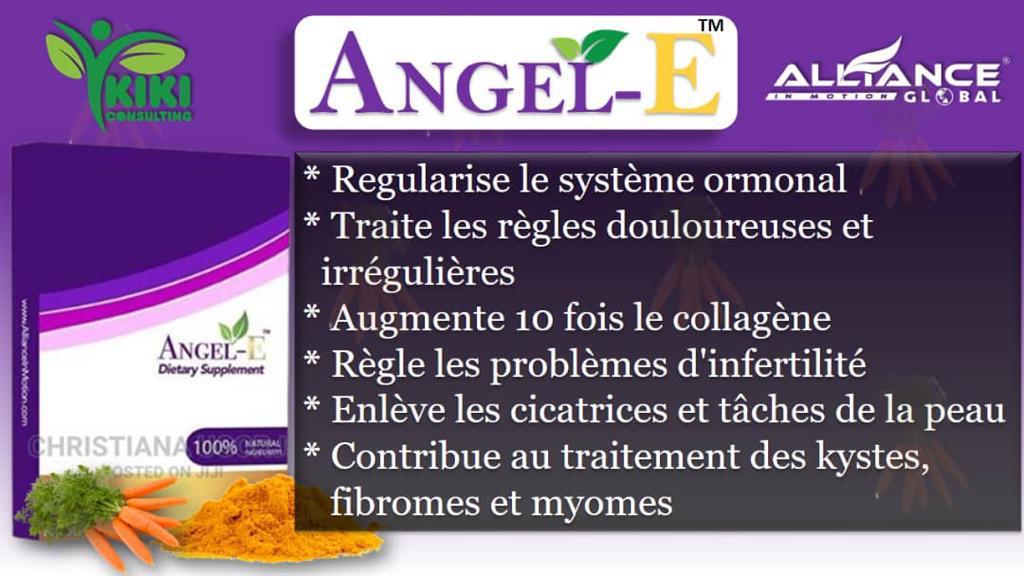 KIKI
CONSULTING
ANGEL-E™
ALLIANCE®
IN MOTION GLOBAL
* Regularise le système ormonal
* Traite les règles douloureuses et
irrégulières
* Augmente 10 fois le collagène
* Règle les problèmes d'infertilité
* Enlève les cicatrices et tâches de la peau
* Contribue au traitement des kystes,
fibromes et myomes
www.AllianceInMotion.com
ANGEL-E™
Dietary Supplement
CHRISTIANA
100% NATURAL
POSTED ON JIJI